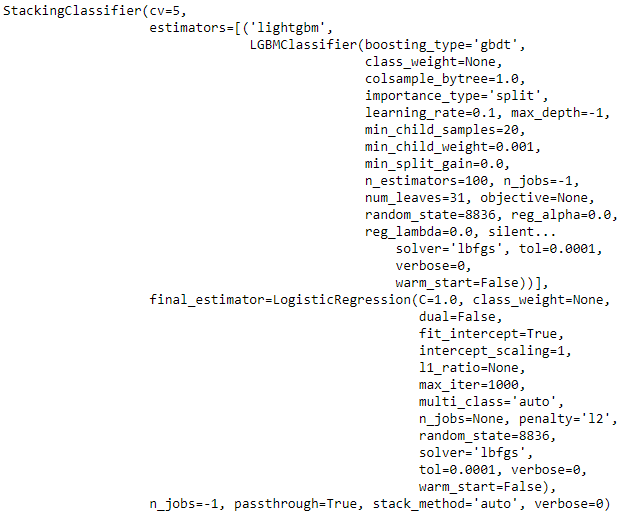 StackingClassifier(cv=5,
estimators=[('lightgbm',
LGBMClassifier(boosting_type='gbdt',
class_weight=None,
colsample_bytree=1.0,
importance_type='split',
learning_rate=0.1, max_depth=-1,
min_child_samples=20,
min_child_weight=0.001,
min_split_gain=0.0,
n_estimators=100, n_jobs=-1,
num_leaves=31, objective=None,
random_state=8836, reg_alpha=0.0,
reg_lambda=0.0, silent...
solver='lbfgs', tol=0.0001,
verbose=0,
warm_start=False))],
final_estimator=LogisticRegression(C=1.0, class_weight=None,
dual=False,
fit_intercept=True,
intercept_scaling=1,
l1_ratio=None,
max_iter=1000,
multi_class='auto',
n_jobs=None, penalty='l2',
random_state=8836,
solver='lbfgs',
tol=0.0001, verbose=0,
warm_start=False),
n_jobs=-1, passthrough=True, stack_method='auto', verbose=0)